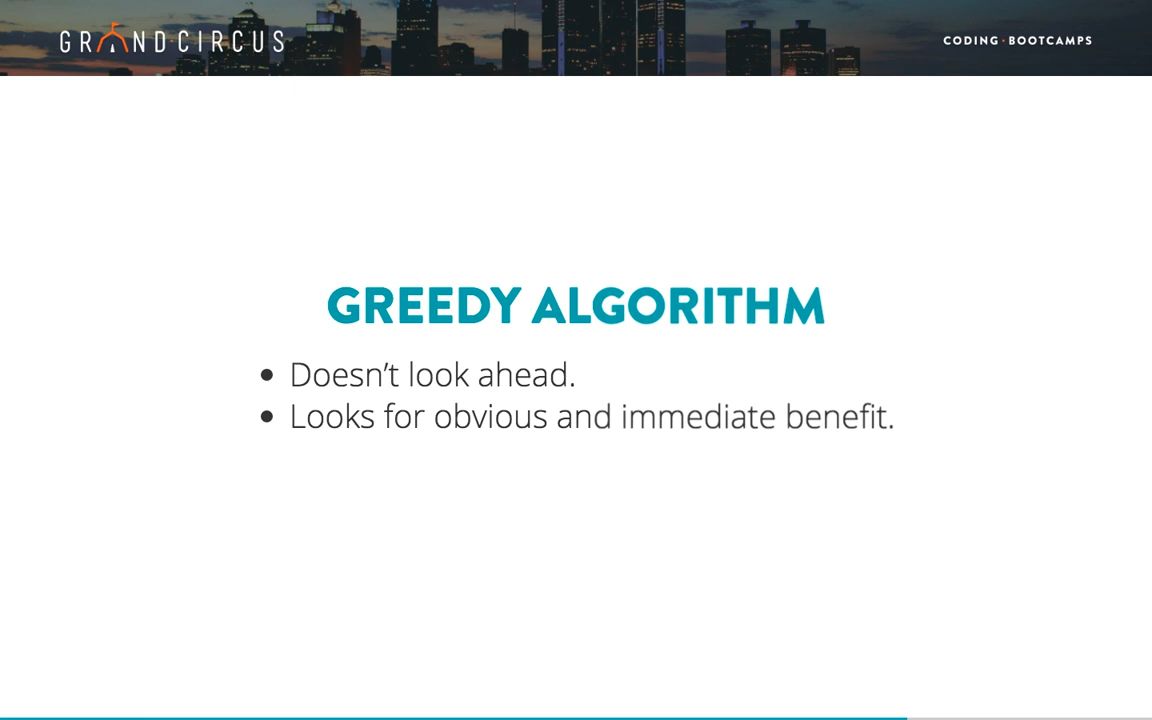 GRAND CIRCUS
CODING · BOOTCAMPS
GREEDY ALGORITHM
• Doesn’t look ahead.
• Looks for obvious and immediate benefit.